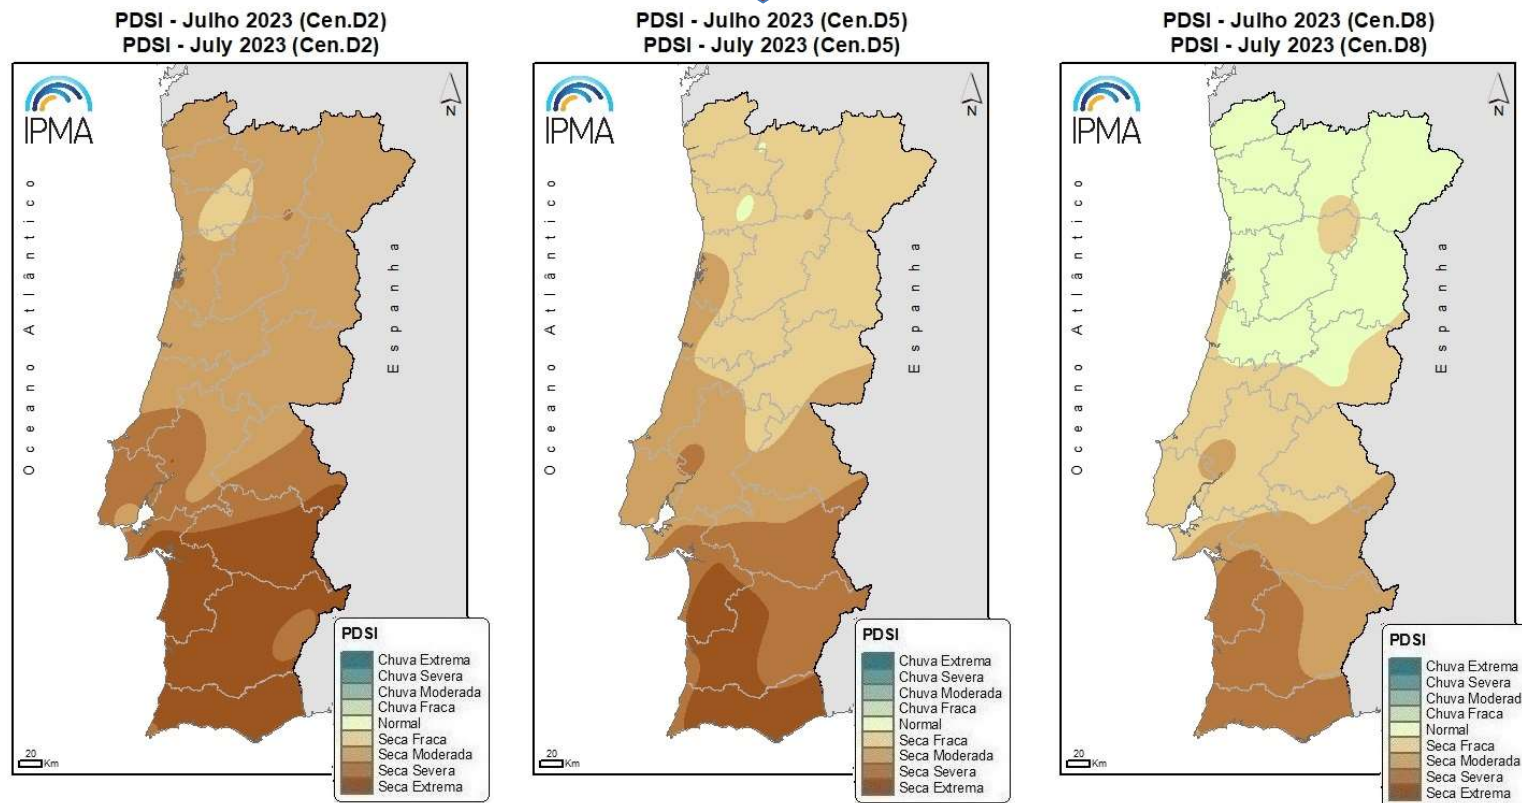 PDSI - Julho 2023 (Cen.D2)
PDSI - July 2023 (Cen.D2)
IPMA
N
Oceano Atlântico
Espanha
20
Km
PDSI
Chuva Extrema
Chuva Severa
Chuva Moderada
Chuva Fraca
Normal
Seca Fraca
Seca Moderada
Seca Severa
Seca Extrema
PDSI - Julho 2023 (Cen.D5)
PDSI - July 2023 (Cen.D5)
IPMA
N
Oceano Atlântico
Espanha
20
Km
PDSI
Chuva Extrema
Chuva Severa
Chuva Moderada
Chuva Fraca
Normal
Seca Fraca
Seca Moderada
Seca Severa
Seca Extrema
PDSI - Julho 2023 (Cen.D8)
PDSI - July 2023 (Cen.D8)
IPMA
N
Oceano Atlântico
Espanha
20
Km
PDSI
Chuva Extrema
Chuva Severa
Chuva Moderad
Chuva Fraca
Normal
Seca Fraca
Seca Moderada
Seca Severa
Seca Extrema